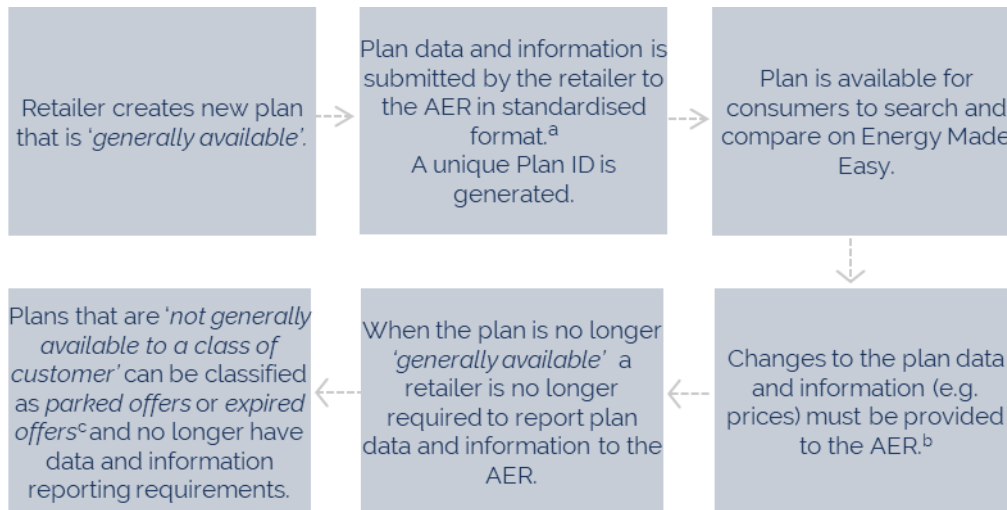 Retailer creates new plan
that is ‘generally available’.
Plan data and information is
submitted by the retailer to
the AER in standardised
format.a
A unique Plan ID is
generated.
Plan is available for
consumers to search and
compare on Energy Made
Easy.
Changes to the plan data
and information (e.g.
prices) must be provided
to the AER.b
When the plan is no longer
‘generally available’ a
retailer is no longer
required to report plan
data and information to the
AER.
Plans that are ‘not generally
available to a class of
customer’ can be classified
as parked offers or expired
offersc and no longer have
data and information
reporting requirements.